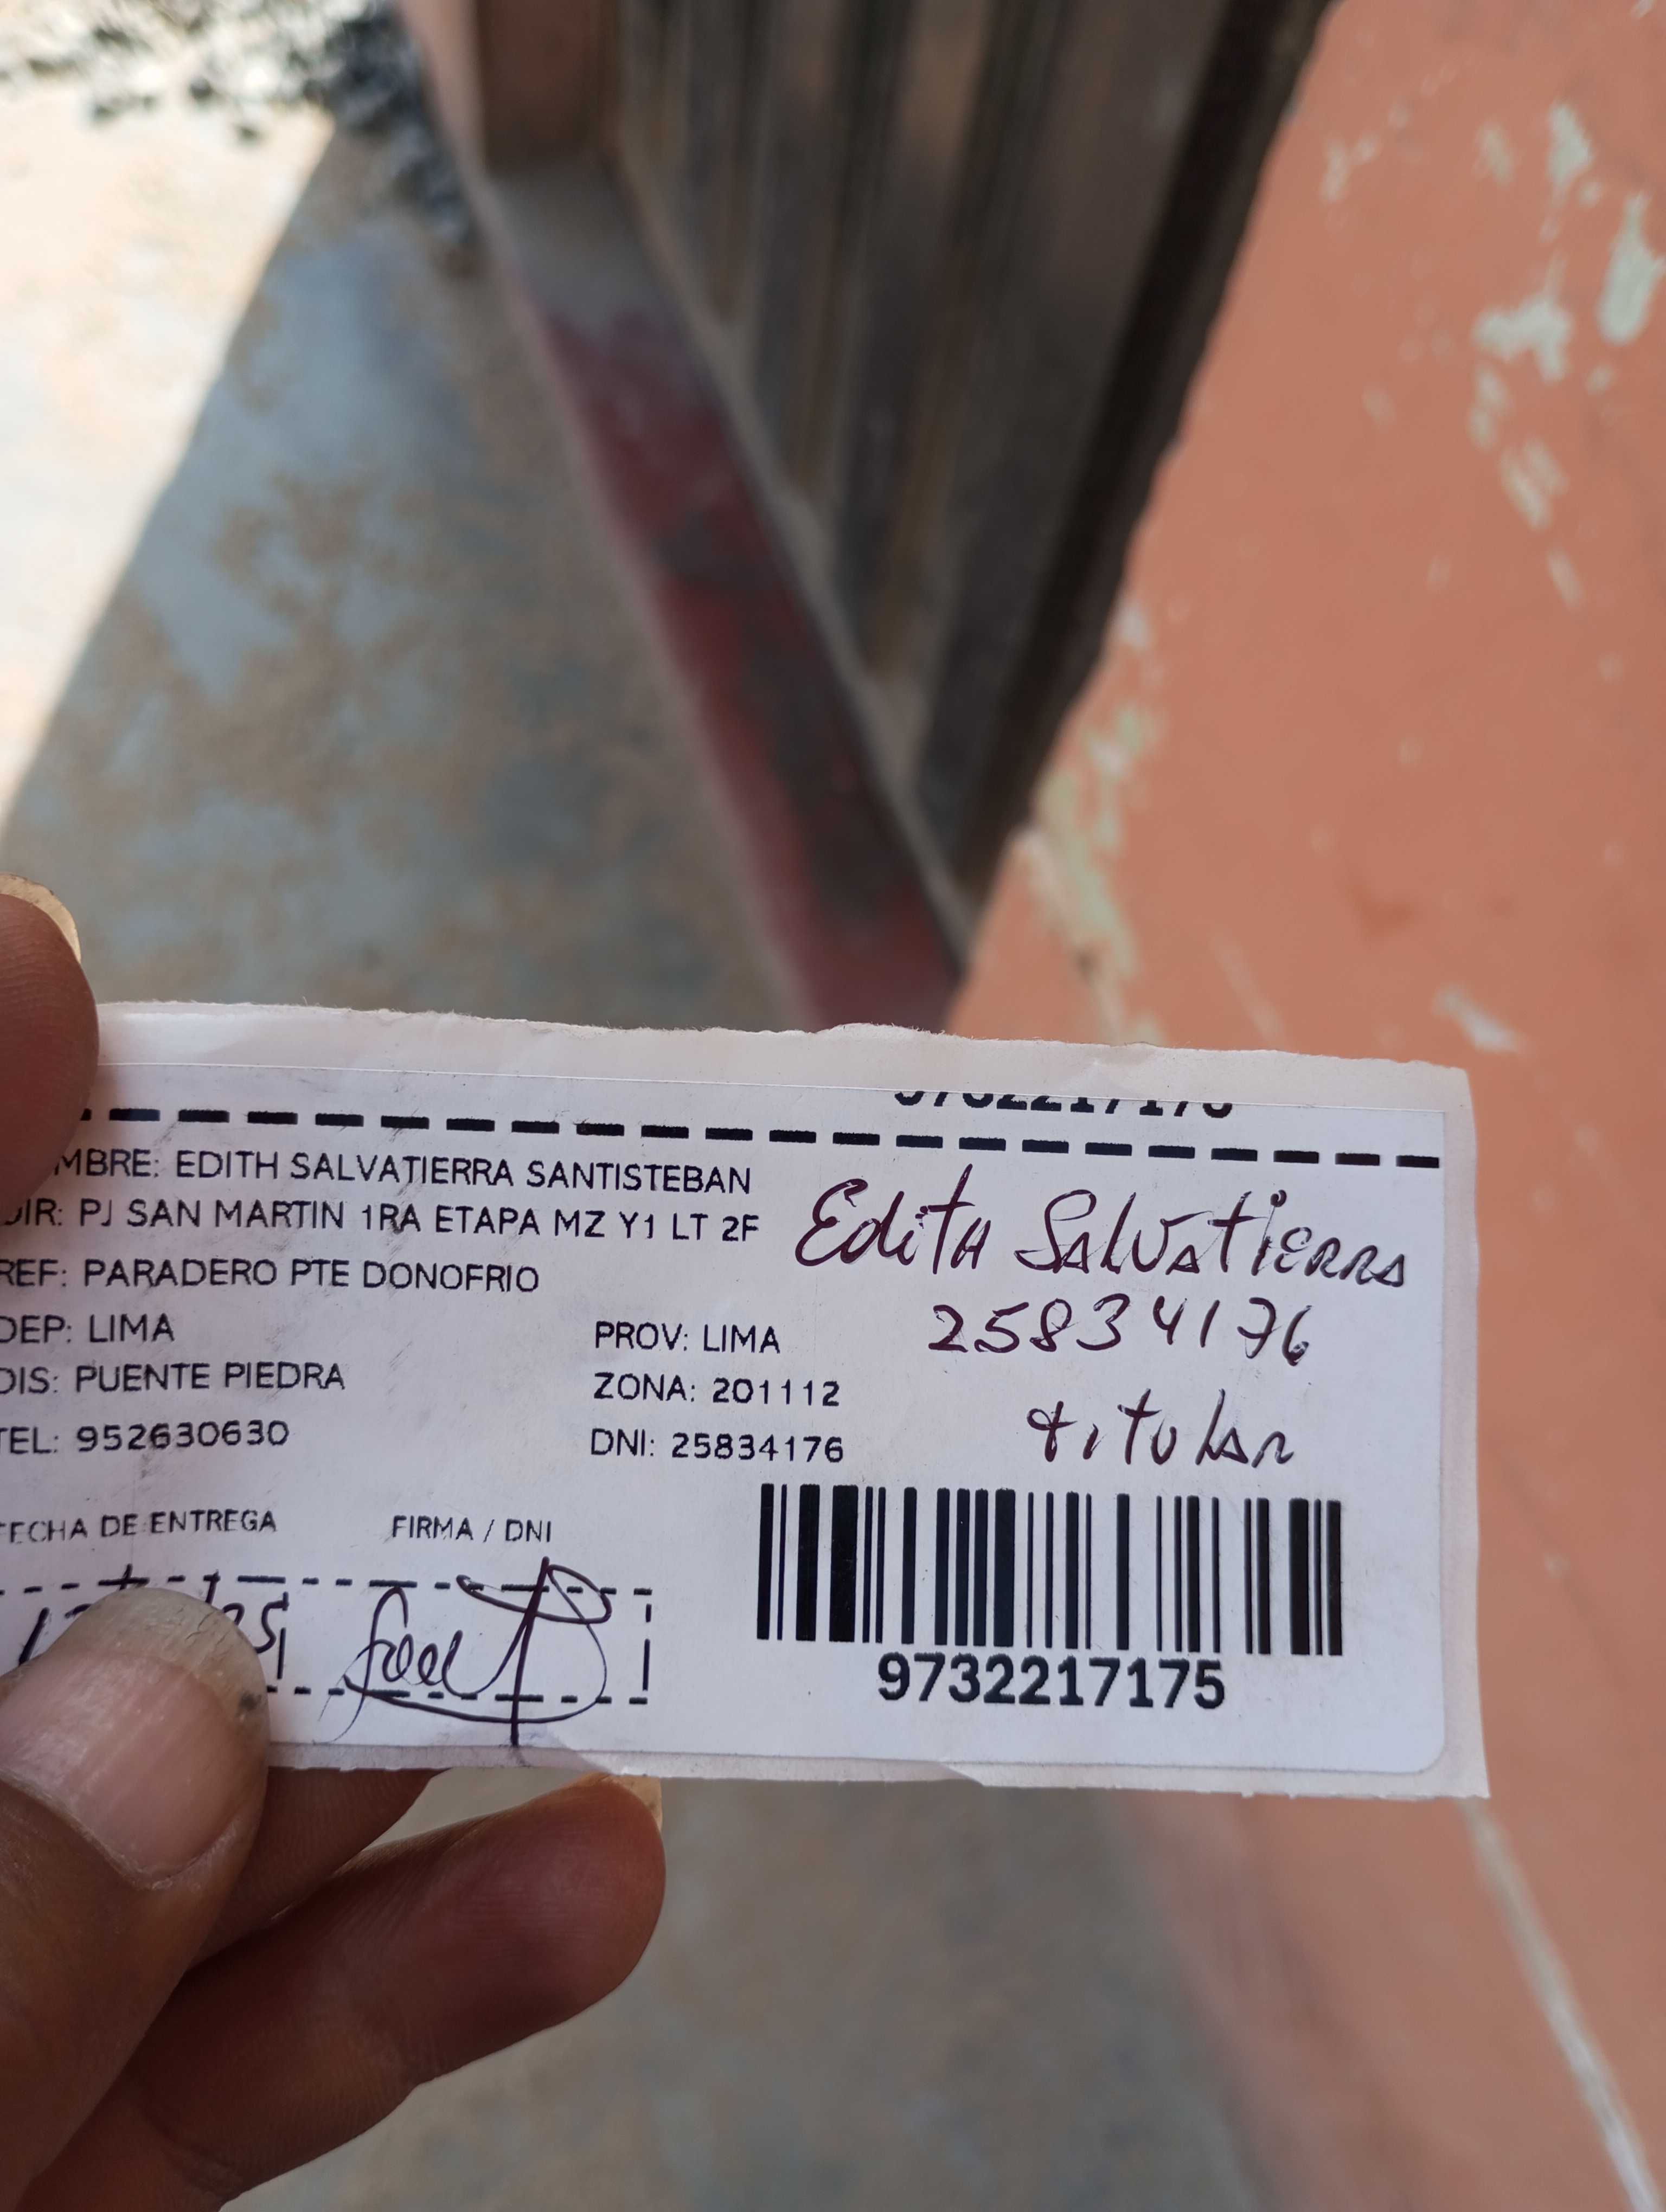 MBRE: EDITH SALVATIERRA SANTISTEBAN
DIR: PJ SAN MARTIN 1RA ETAPA MZ Y1 LT 2F
REF: PARADERO PTE DONOFRIO
DEP: LIMA PROV: LIMA
DIS: PUENTE PIEDRA ZONA: 201112
TEL: 952630630 DNI: 25834176
FECHA DE ENTREGA FIRMA / DNI
Edith Salvatierra
25834176
titular
9732217175